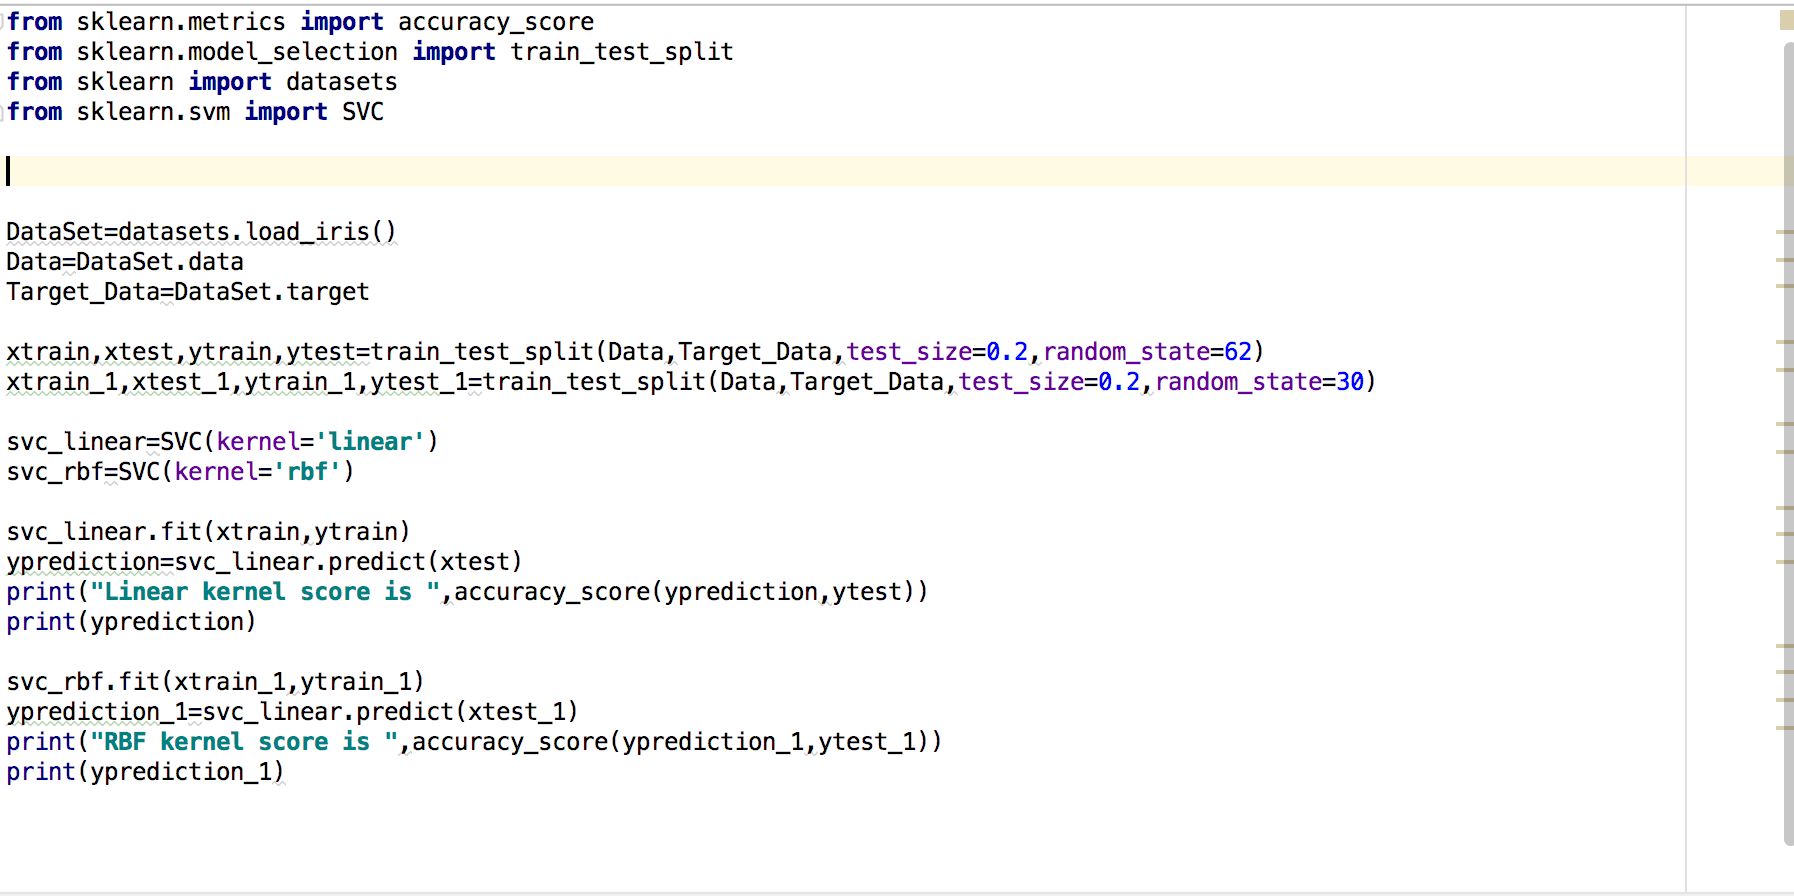 from sklearn.metrics import accuracy_score
from sklearn.model_selection import train_test_split
from sklearn import datasets
from sklearn.svm import SVC
DataSet=datasets.load_iris()
Data=DataSet.data
Target_Data=DataSet.target
xtrain,xtest,ytrain,ytest=train_test_split(Data,Target_Data,test_size=0.2,random_state=62)
xtrain_1,xtest_1,ytrain_1,ytest_1=train_test_split(Data,Target_Data,test_size=0.2,random_state=30)
svc_linear=SVC(kernel='linear')
svc_rbf=SVC(kernel='rbf')
svc_linear.fit(xtrain,ytrain)
yprediction=svc_linear.predict(xtest)
print("Linear kernel score is ",accuracy_score(yprediction,ytest))
print(yprediction)
svc_rbf.fit(xtrain_1,ytrain_1)
yprediction_1=svc_linear.predict(xtest_1)
print("RBF kernel score is ",accuracy_score(yprediction_1,ytest_1))
print(yprediction_1)